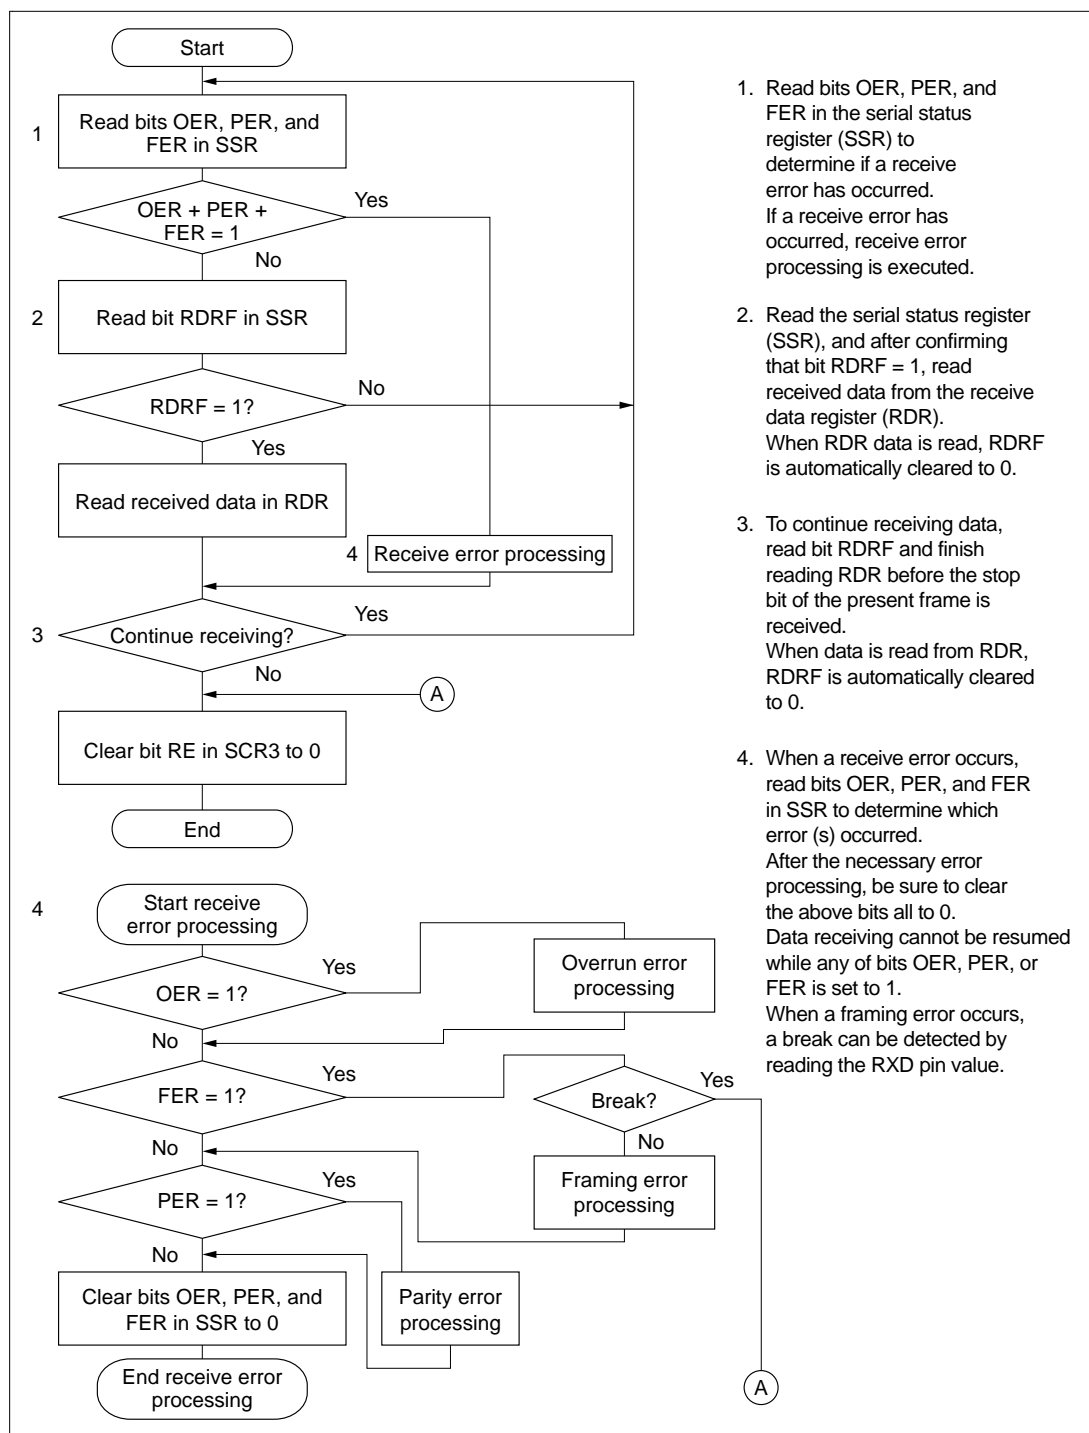 Start
1
Read bits OER, PER, and
FER in SSR
Yes
OER + PER +
FER = 1
No
2
Read bit RDRF in SSR
No
RDRF = 1?
Yes
Read received data in RDR
4
Receive error processing
Yes
3
Continue receiving?
No
A
Clear bit RE in SCR3 to 0
End
4
Start receive
error processing
Yes
OER = 1?
Overrun error
processing
No
Yes
FER = 1?
Break?
Yes
No
No
Yes
PER = 1?
Framing error
processing
No
Clear bits OER, PER, and
FER in SSR to 0
Parity error
processing
End receive error
processing
A
1. Read bits OER, PER, and
FER in the serial status
register (SSR) to
determine if a receive
error has occurred.
If a receive error has
occurred, receive error
processing is executed.
2. Read the serial status register
(SSR), and after confirming
that bit RDRF = 1, read
received data from the receive
data register (RDR).
When RDR data is read, RDRF
is automatically cleared to 0.
3. To continue receiving data,
read bit RDRF and finish
reading RDR before the stop
bit of the present frame is
received.
When data is read from RDR,
RDRF is automatically cleared
to 0.
4. When a receive error occurs,
read bits OER, PER, and FER
in SSR to determine which
error (s) occurred.
After the necessary error
processing, be sure to clear
the above bits all to 0.
Data receiving cannot be resumed
while any of bits OER, PER, or
FER is set to 1.
When a framing error occurs,
a break can be detected by
reading the RXD pin value.